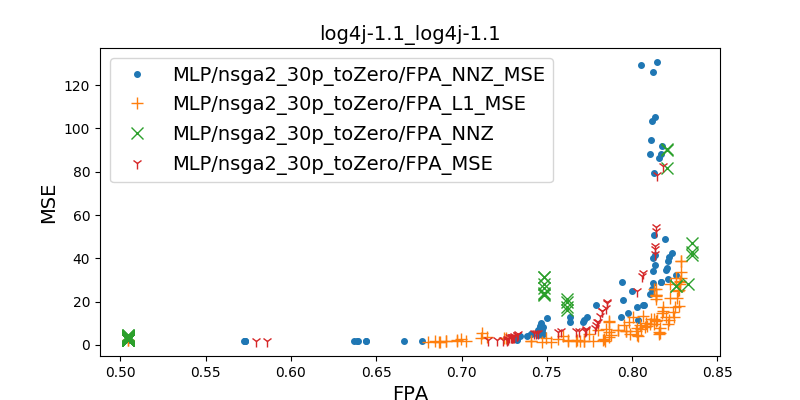 log4j-1.1_log4j-1.1
MLP/nsga2_30p_toZero/FPA_NNZ_MSE
MLP/nsga2_30p_toZero/FPA_L1_MSE
MLP/nsga2_30p_toZero/FPA_NNZ
MLP/nsga2_30p_toZero/FPA_MSE
MSE
120
100
80
60
40
20
0
0.50 0.55 0.60 0.65 0.70 0.75 0.80 0.85
FPA